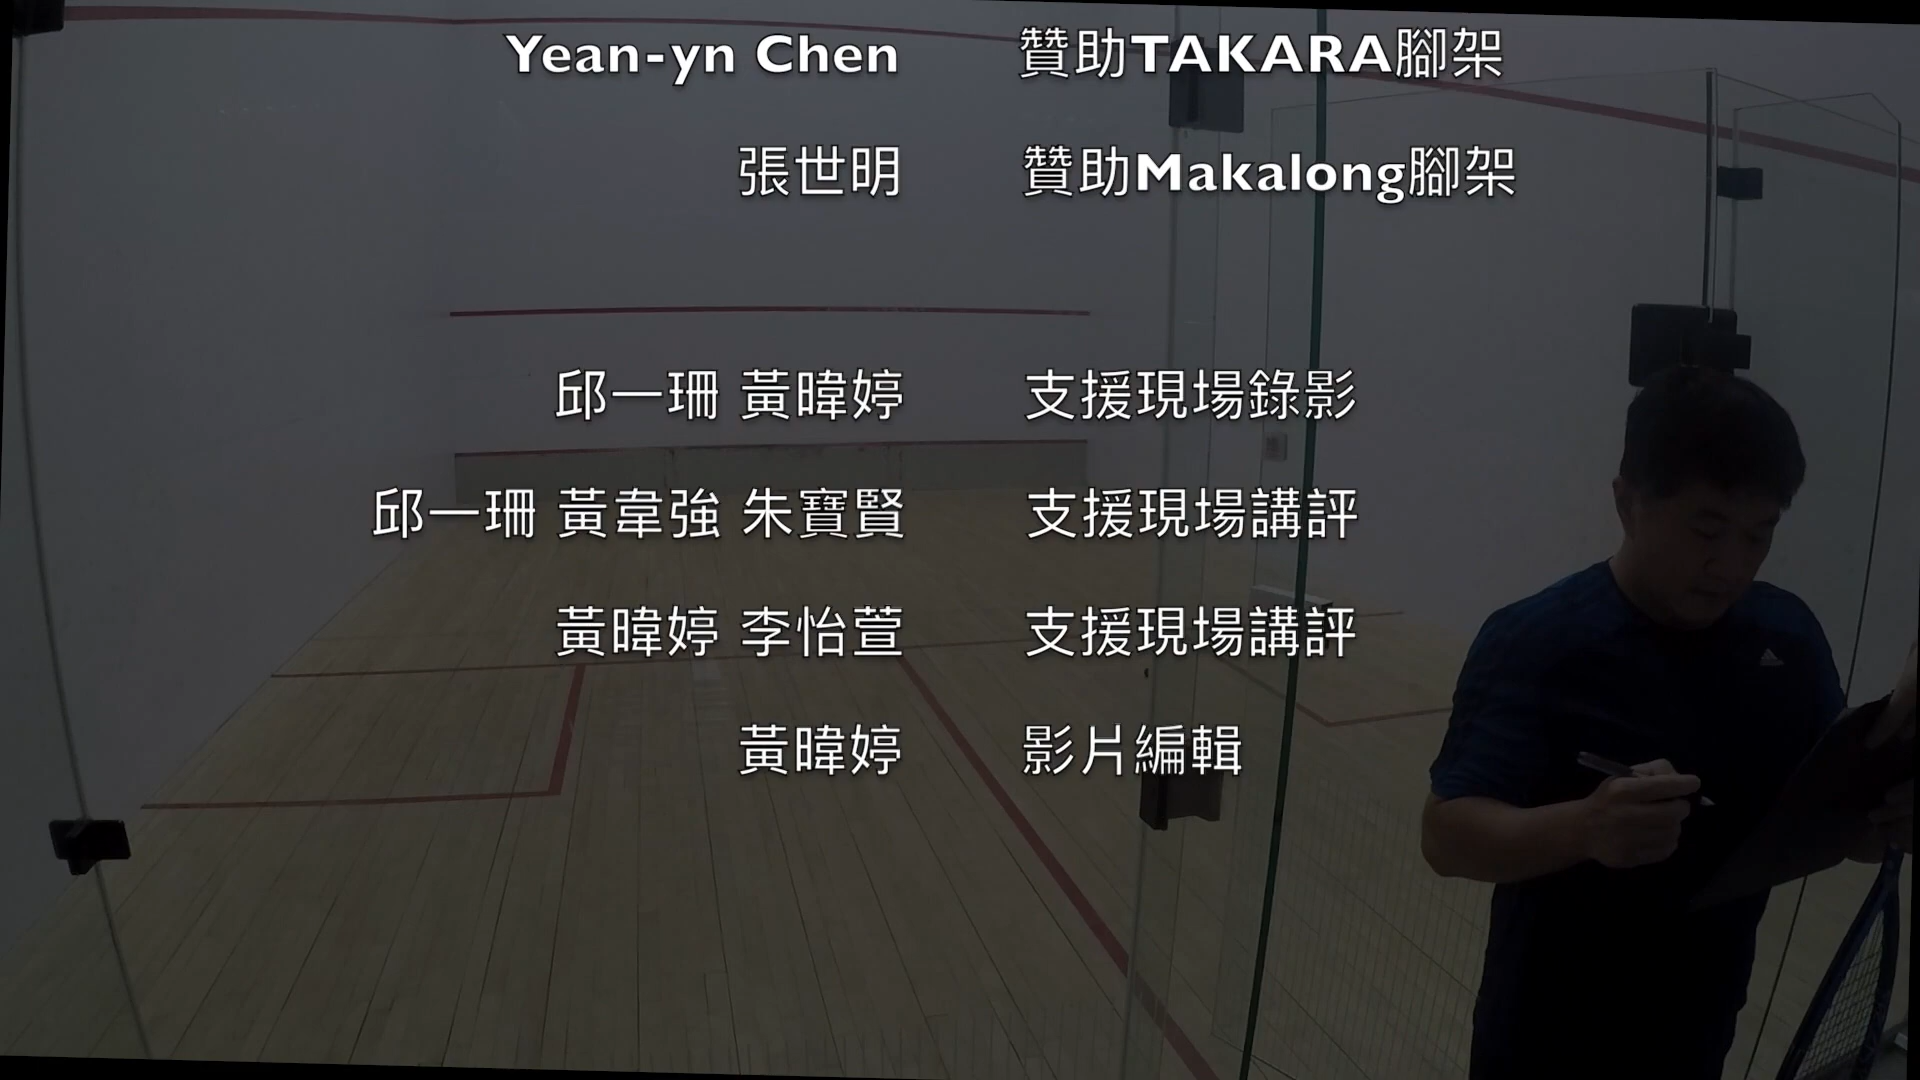 Yean-yn Chen 贊助TAKARA腳架
張世明 贊助Makalong腳架
邱一珊 黃暐婷 支援現場錄影
邱一珊 黃韋強 朱寶賢 支援現場講評
黃暐婷 李怡萱 支援現場講評
黃暐婷 影片編輯